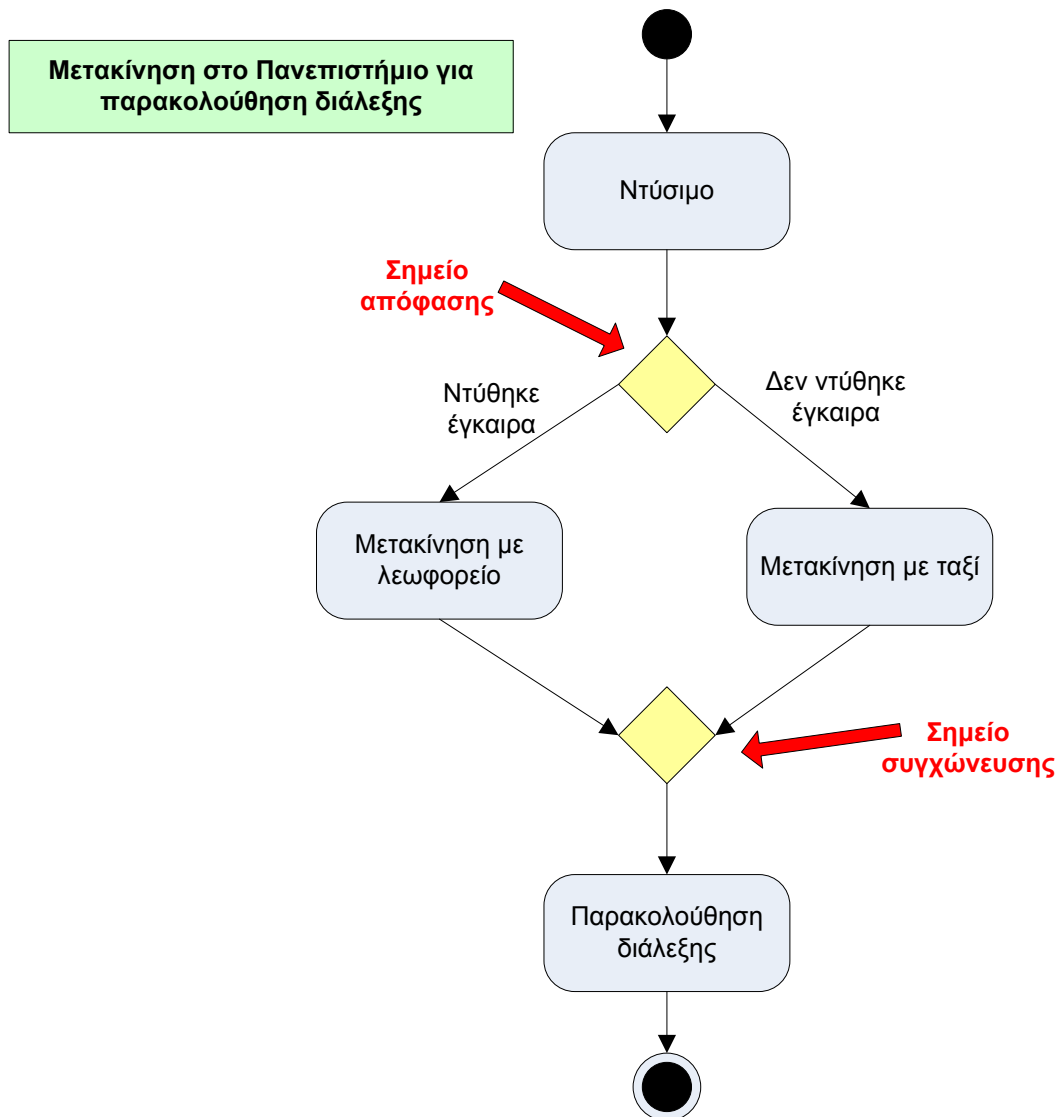 Μετακίνηση στο Πανεπιστήμιο για
παρακολούθηση διάλεξης
Ντύσιμο
Σημείο
απόφασης
Ντύθηκε
έγκαιρα
Δεν ντύθηκε
έγκαιρα
Μετακίνηση με
λεωφορείο
Μετακίνηση με ταξί
Σημείο
συγχώνευσης
Παρακολούθηση
διάλεξης